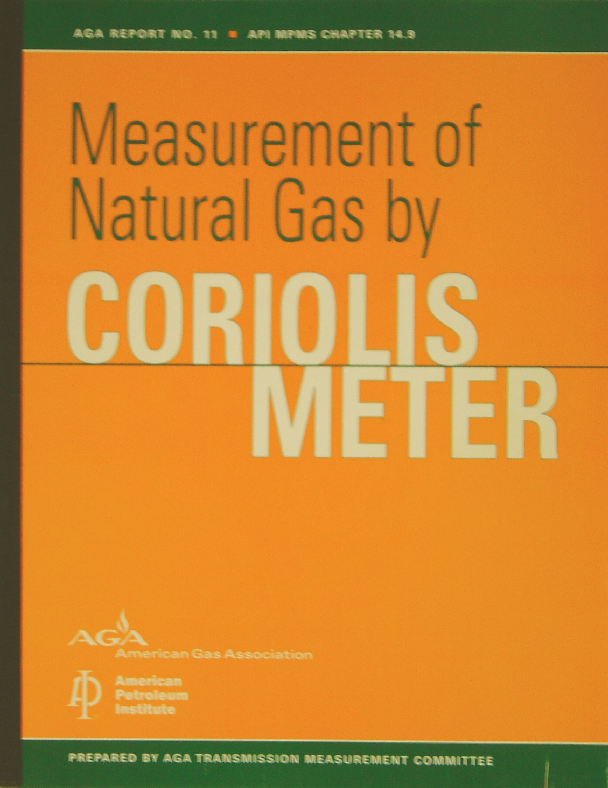 AGA REPORT NO. 11 ■ API MPMS CHAPTER 14.9
Measurement of
Natural Gas by
CORIOLIS
METER
AGA
American Gas Association
API
American
Petroleum
Institute
PREPARED BY AGA TRANSMISSION MEASUREMENT COMMITTEE